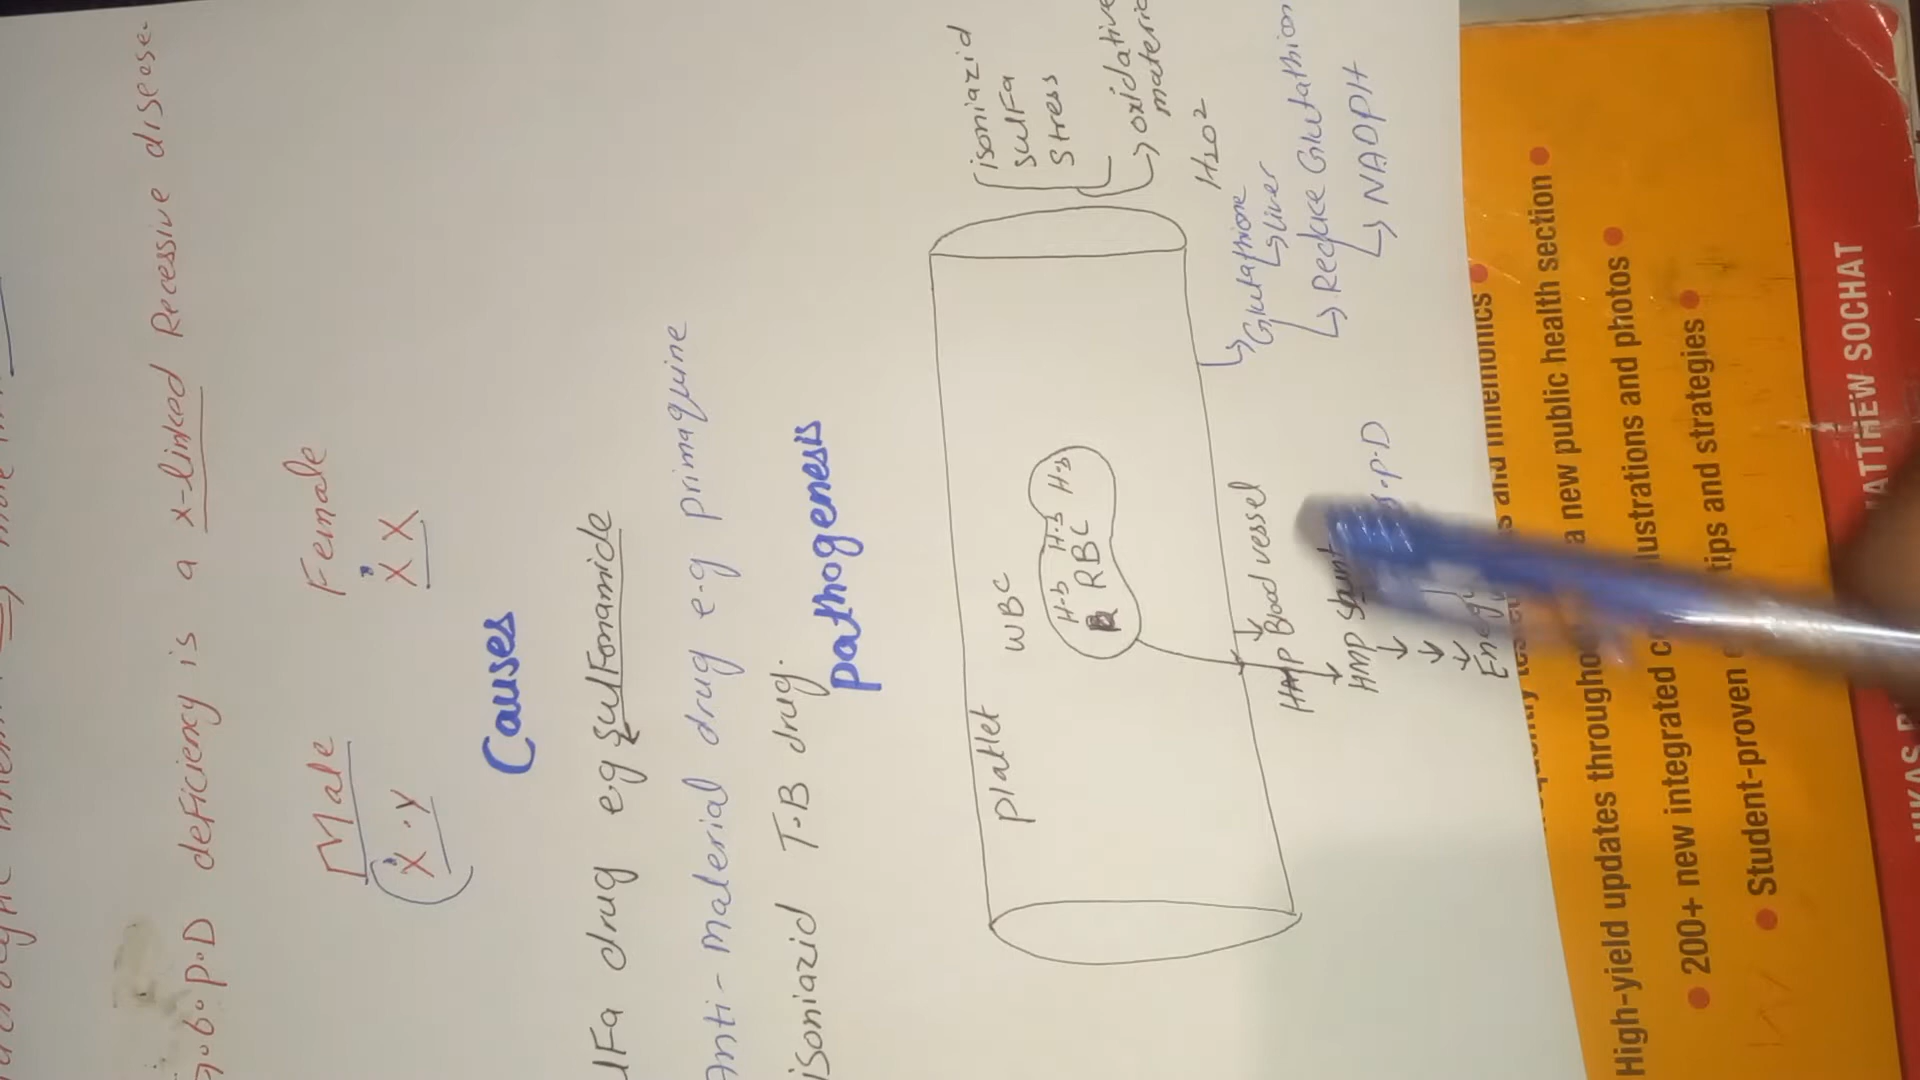 G.6.P.D deficiency is a x-linked Recessive disease.
Male Female
X.Y XX
Causes
lFa drug eg SulFonamide
Anti-malerial drug e.g primaquine
isoniazid T.B drug.
pathogenesis
platlet WBC
H.b H.b H.b
RBC
isoniazid
sulFa
stress
oxidative
H2O2
Blood vessel
Glutathione
liver
HMP
HMP Shunt
Reduce Glutathion
NADPH
High-yield updates throughou a new public health section
200+ new integrated c lustrations and photos
Student-proven tips and strategies
MATTHEW SOCHAT